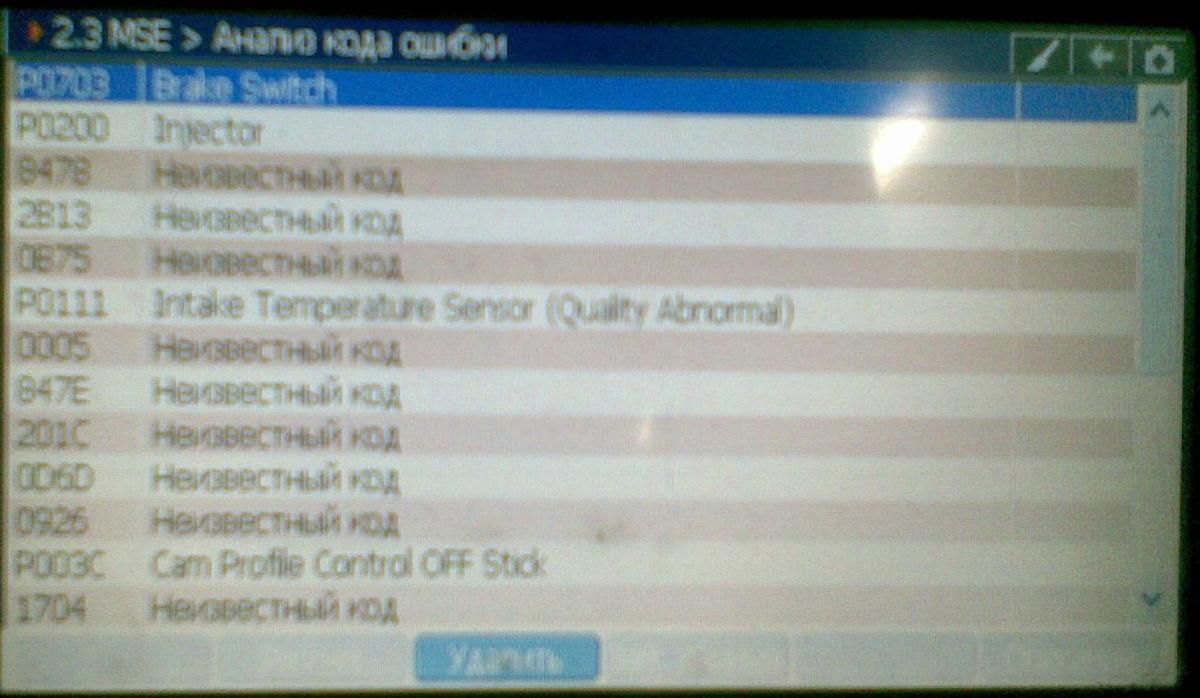 2.3 MSE > Анализ кода ошибки
P0703 Brake Switch
P0200 Injector
8478 Неизвестный код
2B13 Неизвестный код
0B75 Неизвестный код
P0111 Intake Temperature Sensor (Quality Abnormal)
0005 Неизвестный код
847E Неизвестный код
201C Неизвестный код
0D6D Неизвестный код
0926 Неизвестный код
P003C Cam Profile Control OFF Stick
1704 Неизвестный код
Удалить